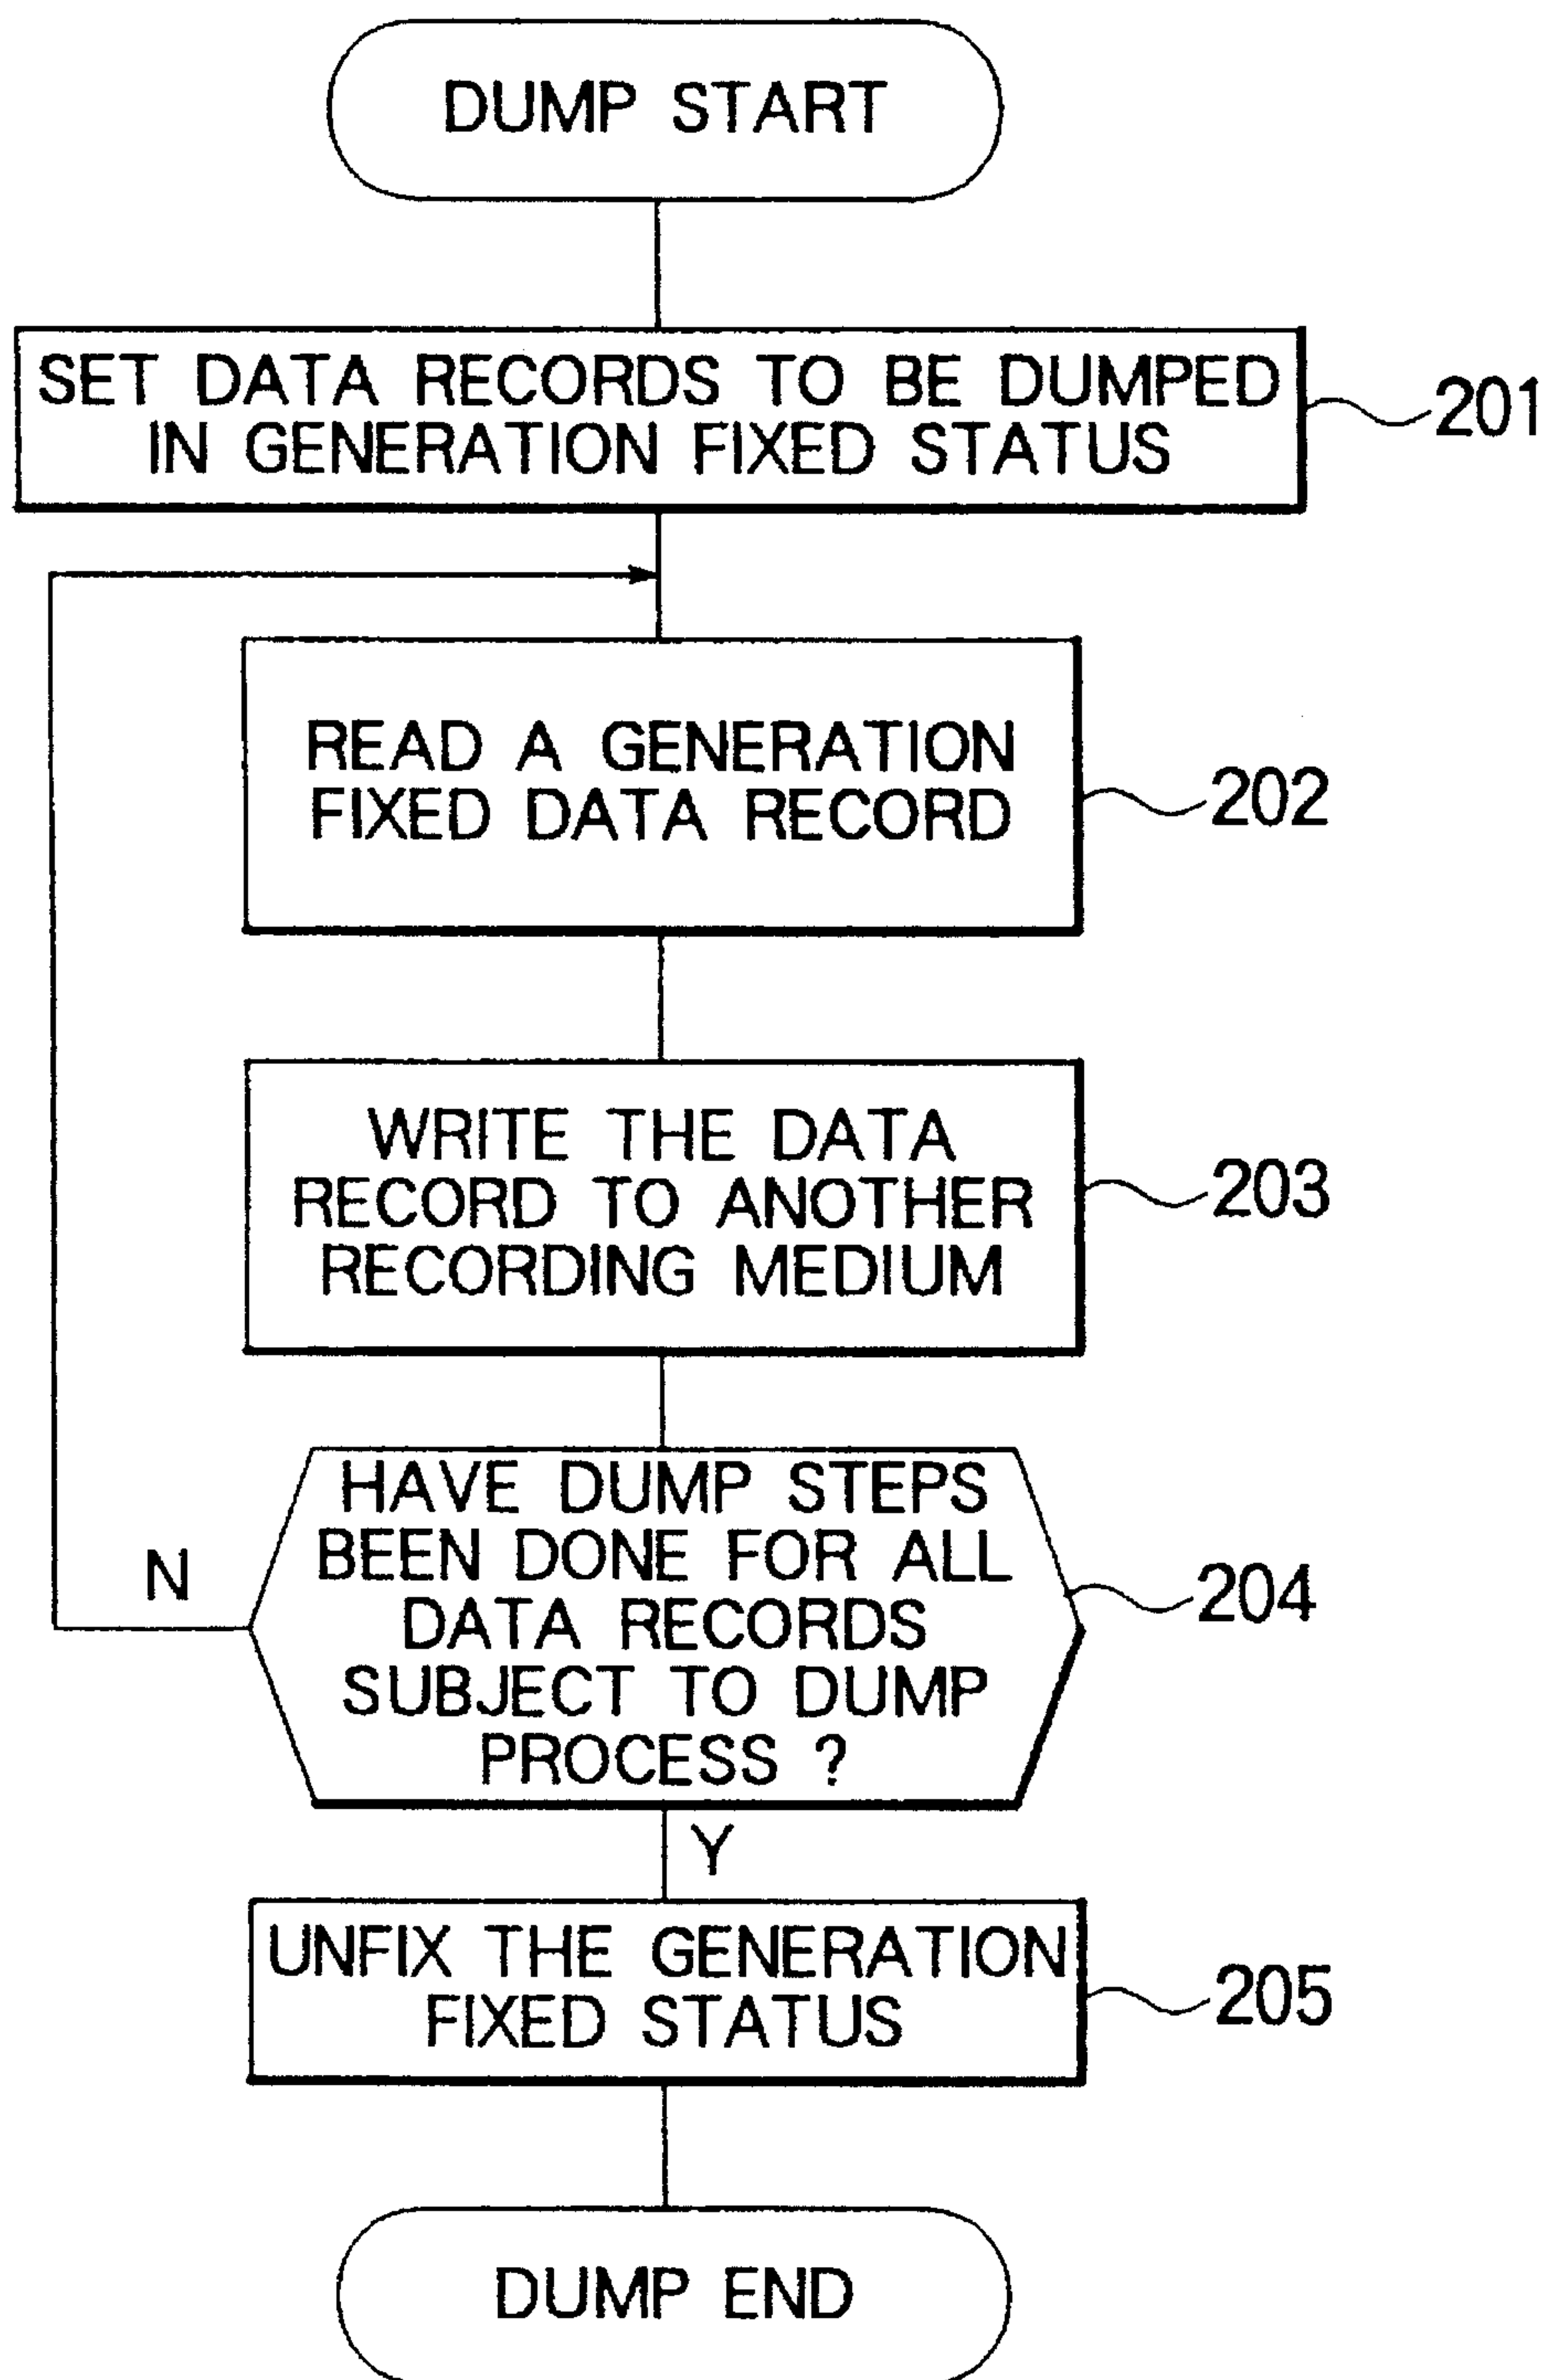 DUMP START
SET DATA RECORDS TO BE DUMPED
IN GENERATION FIXED STATUS
201
READ A GENERATION
FIXED DATA RECORD
202
WRITE THE DATA
RECORD TO ANOTHER
RECORDING MEDIUM
203
HAVE DUMP STEPS
BEEN DONE FOR ALL
DATA RECORDS
SUBJECT TO DUMP
PROCESS ?
204
N
Y
UNFIX THE GENERATION
FIXED STATUS
205
DUMP END